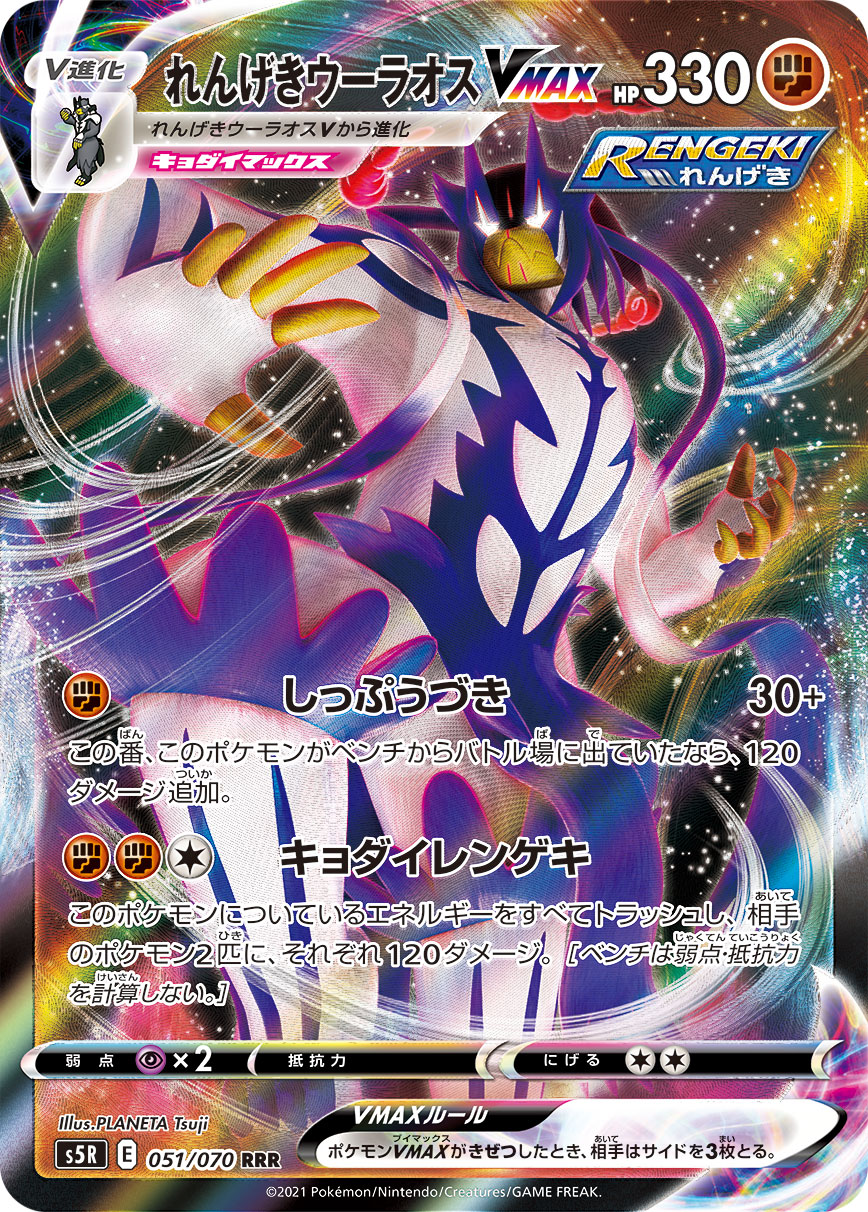 V進化
れんげきウーラオスVMAX HP330
れんげきウーラオスVから進化
キョダイマックス
RENGEKI
れんげき
しっぷうづき 30+
この番、このポケモンがベンチからバトル場に出ていたなら、120
ダメージ追加。
キョダイレンゲキ
このポケモンについているエネルギーをすべてトラッシュし、相手
のポケモン2匹に、それぞれ120ダメージ。[ベンチは弱点・抵抗力
を計算しない。]
弱点 ×2 抵抗力 にげる
Illus.PLANETA Tsuji
VMAXルール
ポケモンVMAXがきぜつしたとき、相手はサイドを3枚とる。
s5R E 051/070 RRR
©2021 Pokémon/Nintendo/Creatures/GAME FREAK.